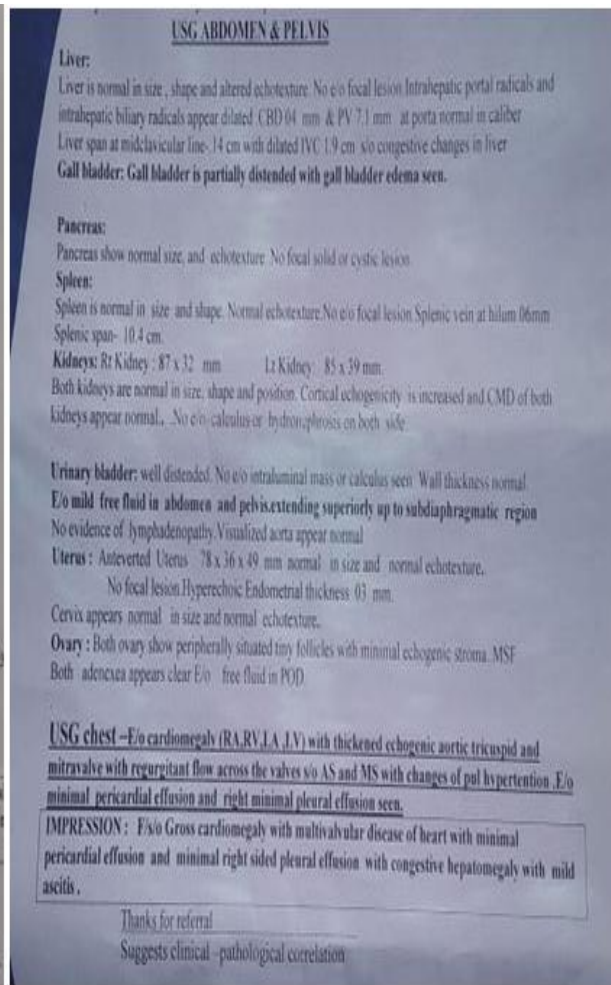 USG ABDOMEN & PELVIS
Liver:
Liver is normal in size , shape and altered echotexture. No e/o focal lesion Intrahepatic portal radicals and
intrahepatic biliary radicals appear dilated CBD 04 mm & PV 7.1 mm at porta normal in caliber
Liver span at midclavicular line- 14 cm with dilated IVC 1.9 cm s/o congestive changes in liver
Gall bladder: Gall bladder is partially distended with gall bladder edema seen.
Pancreas:
Pancreas show normal size, and echotexture No focal solid or cystic lesion.
Spleen:
Spleen is normal in size and shape. Normal echotexture.No e/o focal lesion Splenic vein at hilum 06mm
Splenic span- 10.4 cm.
Kidneys: Rt Kidney : 87 x 32 mm Lt Kidney 85 x 39 mm
Both kidneys are normal in size, shape and position. Cortical echogenicity is increased and CMD of both
kidneys appear normal.. .No e/o calculus or hydronephrosis on both side
Urinary bladder: well distended. No e/o intraluminal mass or calculus seen Wall thickness normal.
E/o mild free fluid in abdomen and pelvis.extending superiorly up to subdiaphragmatic region
No evidence of lymphadenopathy.Visualized aorta appear normal
Uterus : Anteverted Uterus 78 x 36 x 49 mm normal in size and normal echotexture.
No focal lesion.Hyperechoic Endometrial thickness 03 mm.
Cervix appears normal in size and normal echotexture.
Ovary : Both ovary show peripherally situated tiny follicles with minimal echogenic stroma..MSF
Both adenexea appears clear E/o free fluid in POD
USG chest –E/o cardiomegaly (RA,RV,LA ,LV) with thickened echogenic aortic tricuspid and
mitravalve with regurgitant flow across the valves s/o AS and MS with changes of pul hypertention .E/o
minimal pericardial effusion and right minimal pleural effusion seen.
IMPRESSION : F/s/o Gross cardiomegaly with multivalvular disease of heart with minimal
pericardial effusion and minimal right sided pleural effusion with congestive hepatomegaly with mild
ascitis .
Thanks for referral
Suggests clinical –pathological correlation